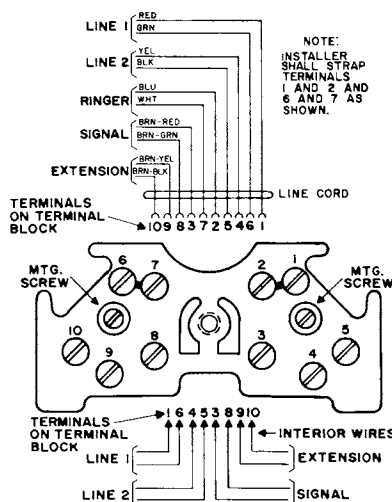 LINE 1
RED
GRN
LINE 2
YEL
BLK
RINGER
BLU
WHT
SIGNAL
BRN-RED
BRN-GRN
EXTENSION
BRN-YEL
BRN-BLK
NOTE:
INSTALLER
SHALL STRAP
TERMINALS
1 AND 2 AND
6 AND 7 AS
SHOWN.
LINE CORD
TERMINALS
ON TERMINAL
BLOCK
10 9 8 3 7 2 5 4 6 1
MTG.
SCREW
6 7 2 1
MTG.
SCREW
10 9 8 3 4 5
TERMINALS
ON TERMINAL
BLOCK
1 6 4 5 3 8 9 10
INTERIOR WIRES
LINE 1
EXTENSION
LINE 2
SIGNAL